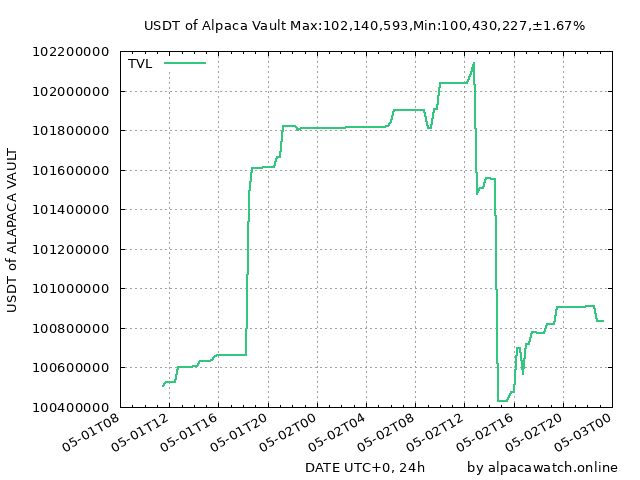 USDT of Alpaca Vault Max:102,140,593,Min:100,430,227,±1.67%
TVL
102200000
102000000
101800000
101600000
101400000
101200000
101000000
100800000
100600000
100400000
USDT of ALAPACA VAULT
05-01T08
05-01T12
05-01T16
05-01T20
05-02T00
05-02T04
05-02T08
05-02T12
05-02T16
05-02T20
05-03T00
DATE UTC+0, 24h
by alpacawatch.online